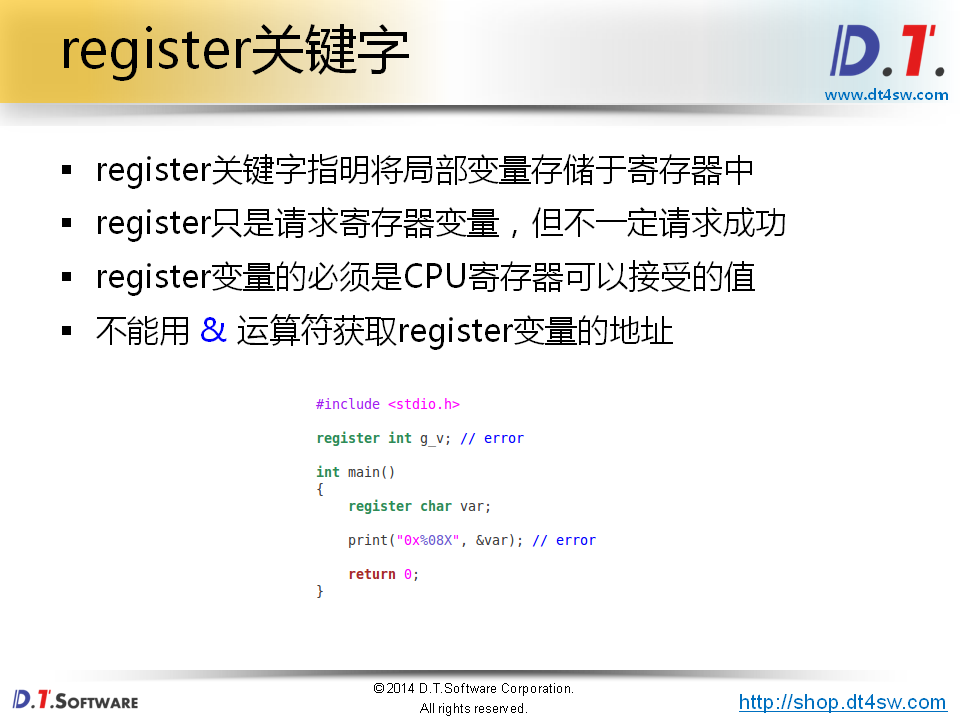 register关键字
D.T.
www.dt4sw.com
▪ register关键字指明将局部变量存储于寄存器中
▪ register只是请求寄存器变量，但不一定请求成功
▪ register变量的必须是CPU寄存器可以接受的值
▪ 不能用 & 运算符获取register变量的地址
#include <stdio.h>
register int g_v; // error
int main()
{
register char var;
print("0x%08X", &var); // error
return 0;
}
D.T.SOFTWARE
©2014 D.T.Software Corporation.
All rights reserved.
http://shop.dt4sw.com